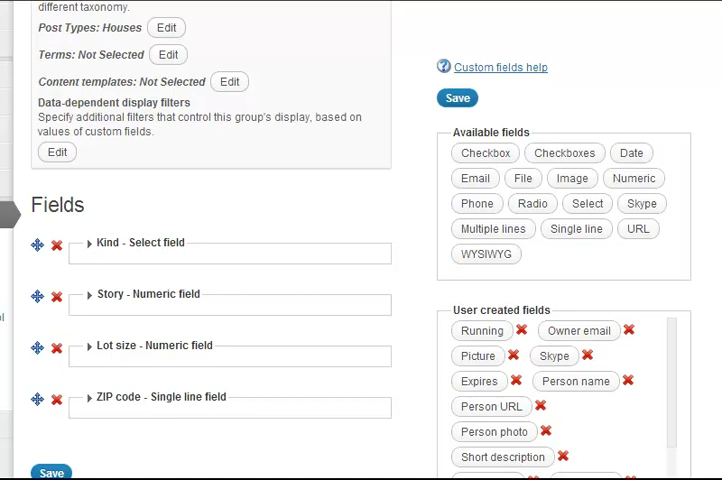 different taxonomy.
Post Types: Houses Edit
Terms: Not Selected Edit
Content templates: Not Selected Edit
Data-dependent display filters
Specify additional filters that control this group's display, based on
values of custom fields.
Edit
Fields
Kind - Select field
Story - Numeric field
Lot size - Numeric field
ZIP code - Single line field
Save
Custom fields help
Save
Available fields
Checkbox Checkboxes Date
Email File Image Numeric
Phone Radio Select Skype
Multiple lines Single line URL
WYSIWYG
User created fields
Running Owner email
Picture Skype
Expires Person name
Person URL
Person photo
Short description